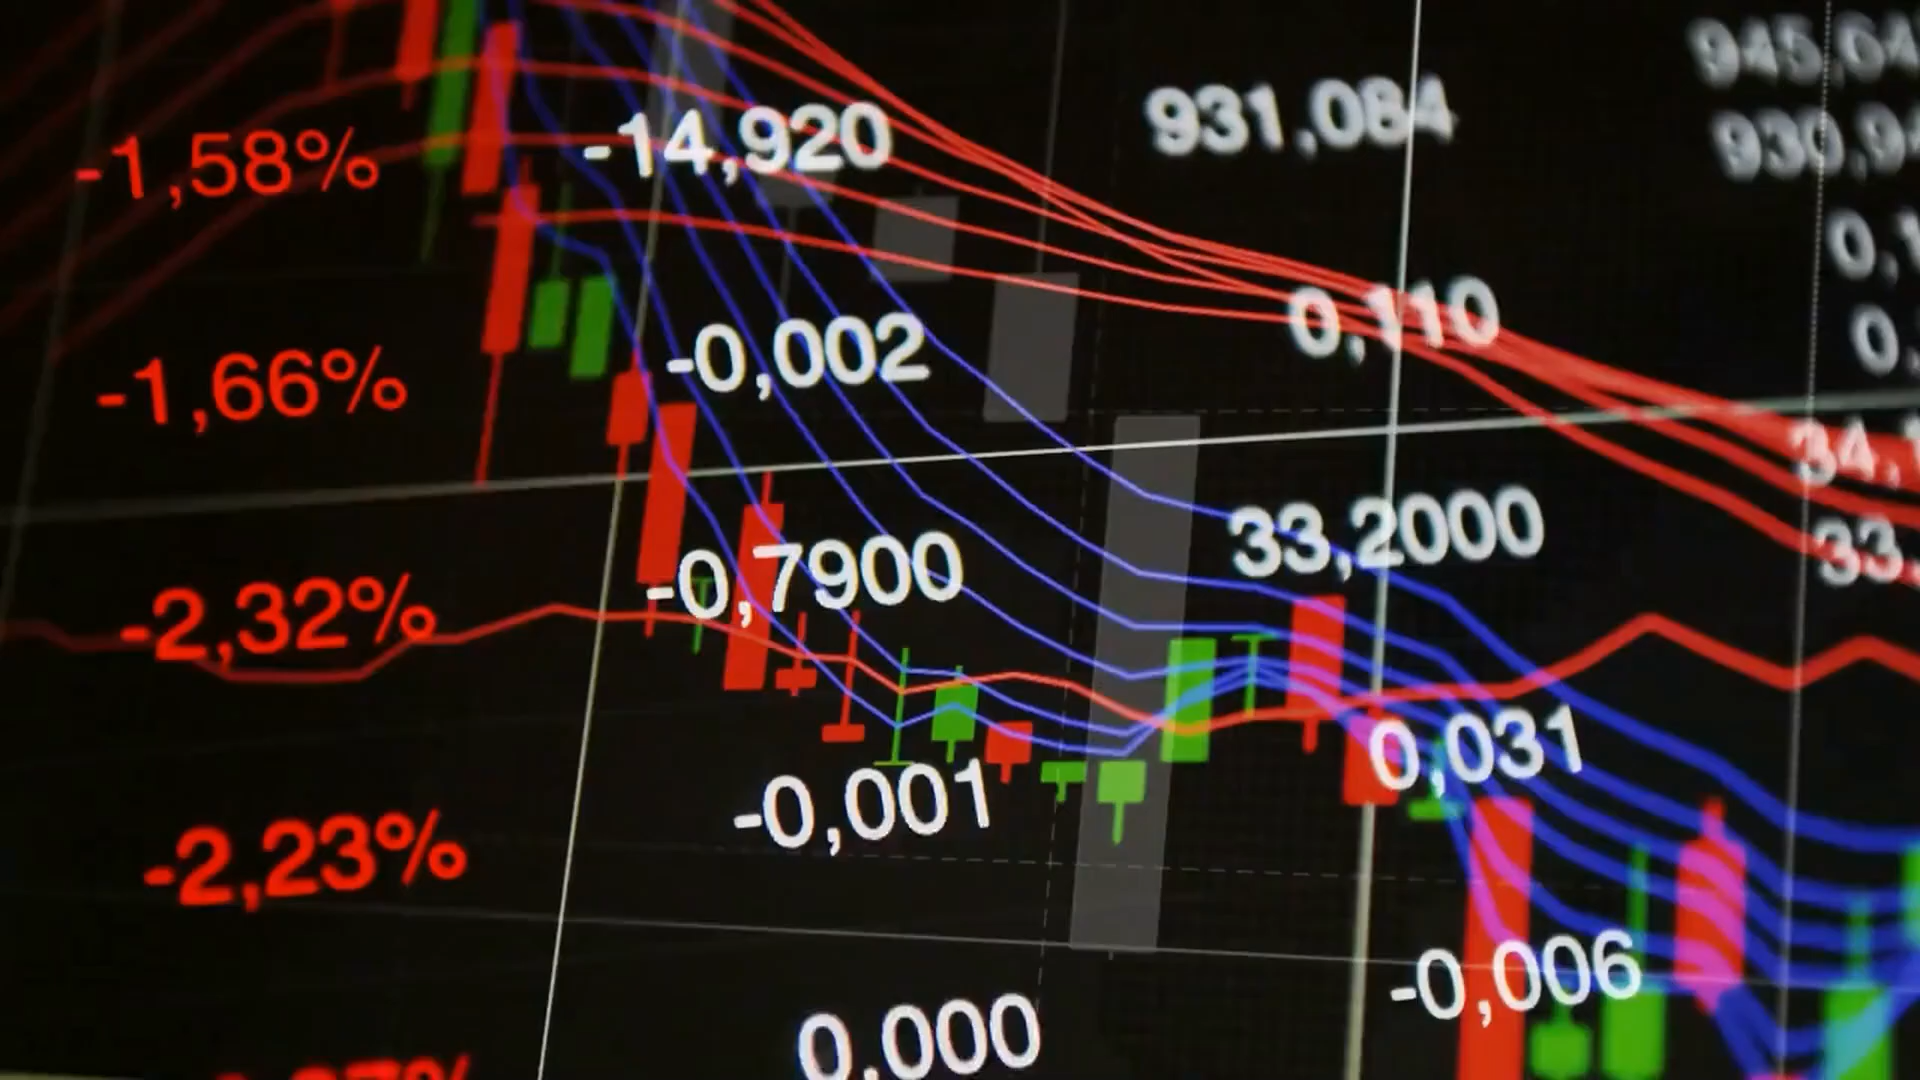 -1,58% -14,920 931,084
-1,66% -0,002 0,110
-2,32% -0,7900 33,2000
-2,23% -0,001 0,031
0,000 -0,006